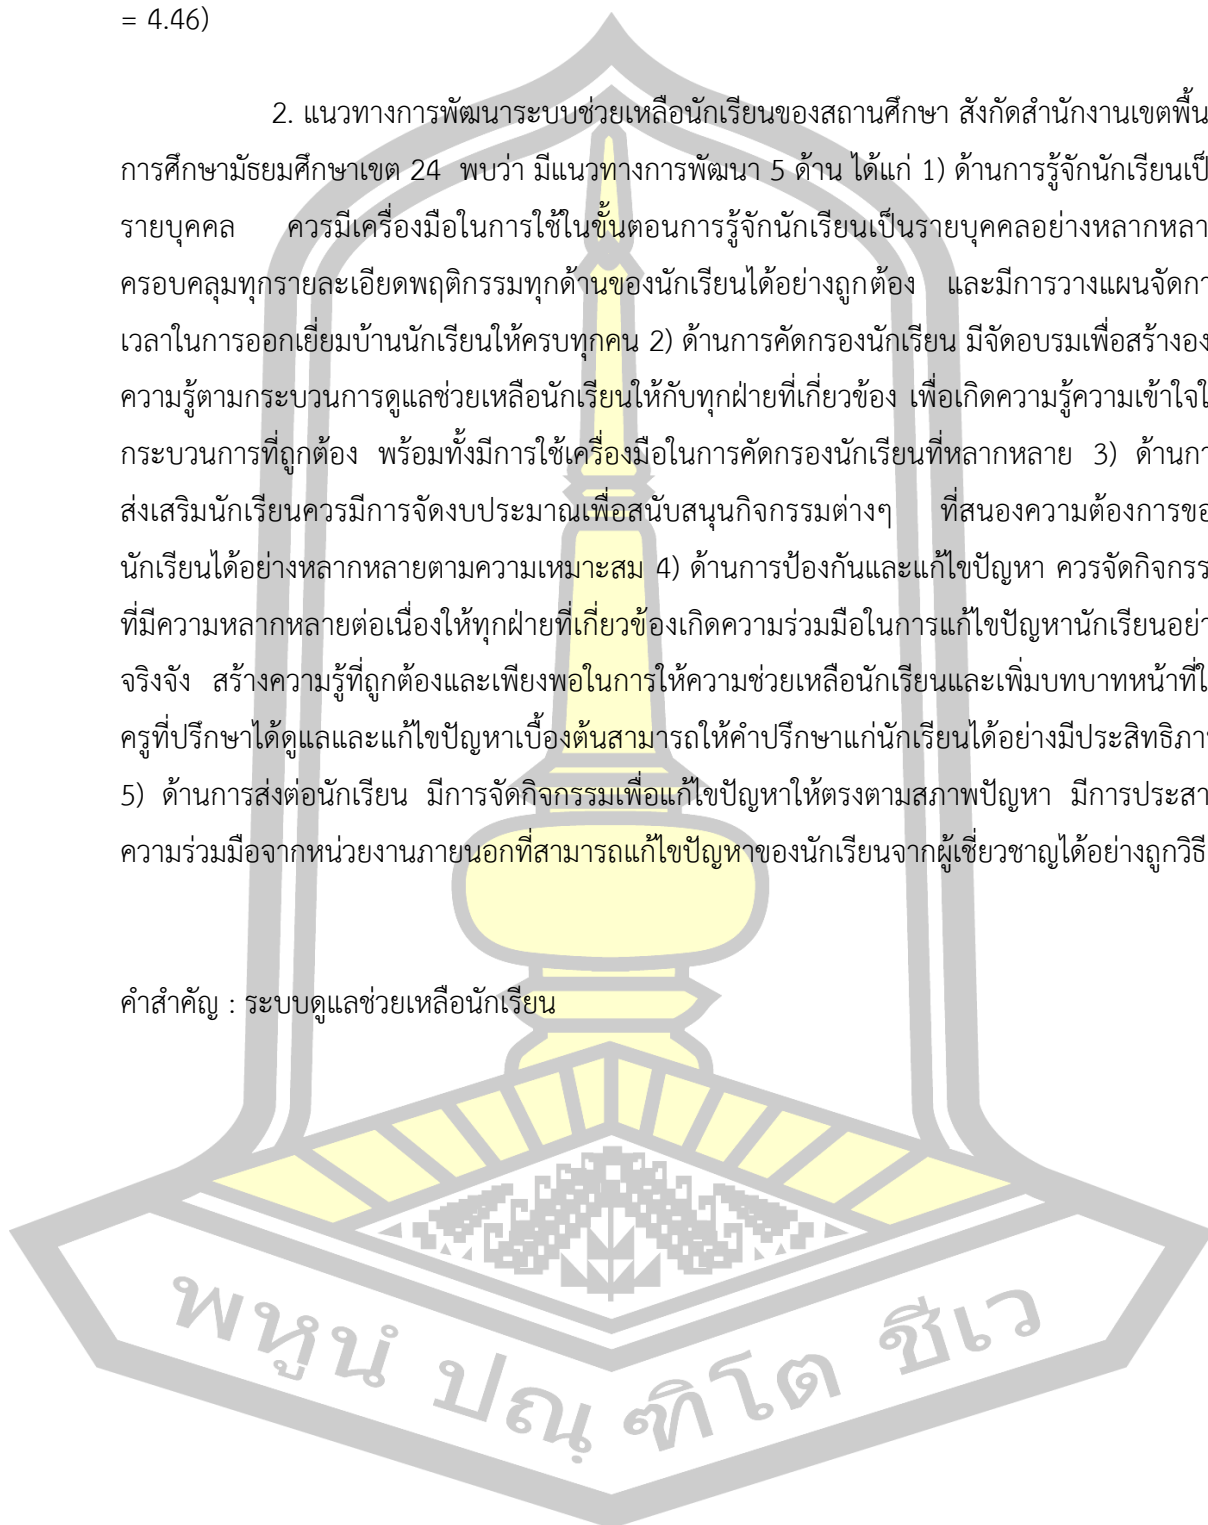 = 4.46)
2. แนวทางการพัฒนาระบบช่วยเหลือนักเรียนของสถานศึกษา สังกัดสำนักงานเขตพื้น
การศึกษามัธยมศึกษาเขต 24 พบว่า มีแนวทางการพัฒนา 5 ด้าน ได้แก่ 1) ด้านการรู้จักนักเรียนเป็
รายบุคคล ควรมีเครื่องมือในการใช้ในขั้นตอนการรู้จักนักเรียนเป็นรายบุคคลอย่างหลากหลา
ครอบคลุมทุกรายละเอียดพฤติกรรมทุกด้านของนักเรียนได้อย่างถูกต้อง และมีการวางแผนจัดกา
เวลาในการออกเยี่ยมบ้านนักเรียนให้ครบทุกคน 2) ด้านการคัดกรองนักเรียน มีจัดอบรมเพื่อสร้างอง
ความรู้ตามกระบวนการดูแลช่วยเหลือนักเรียนให้กับทุกฝ่ายที่เกี่ยวข้อง เพื่อเกิดความรู้ความเข้าใจใ
กระบวนการที่ถูกต้อง พร้อมทั้งมีการใช้เครื่องมือในการคัดกรองนักเรียนที่หลากหลาย 3) ด้านกา
ส่งเสริมนักเรียนควรมีการจัดงบประมาณเพื่อสนับสนุนกิจกรรมต่างๆ ที่สนองความต้องการขอ
นักเรียนได้อย่างหลากหลายตามความเหมาะสม 4) ด้านการป้องกันและแก้ไขปัญหา ควรจัดกิจกรร
ที่มีความหลากหลายต่อเนื่องให้ทุกฝ่ายที่เกี่ยวข้องเกิดความร่วมมือในการแก้ไขปัญหานักเรียนอย่า
จริงจัง สร้างความรู้ที่ถูกต้องและเพียงพอในการให้ความช่วยเหลือนักเรียนและเพิ่มบทบาทหน้าที่ใ
ครูที่ปรึกษาได้ดูแลและแก้ไขปัญหาเบื้องต้นสามารถให้คำปรึกษาแก่นักเรียนได้อย่างมีประสิทธิภา
5) ด้านการส่งต่อนักเรียน มีการจัดกิจกรรมเพื่อแก้ไขปัญหาให้ตรงตามสภาพปัญหา มีการประสา
ความร่วมมือจากหน่วยงานภายนอกที่สามารถแก้ไขปัญหาของนักเรียนจากผู้เชี่ยวชาญได้อย่างถูกวิธี
คำสำคัญ : ระบบดูแลช่วยเหลือนักเรียน
พหูนํ ปณฺฑิโต ชีเว